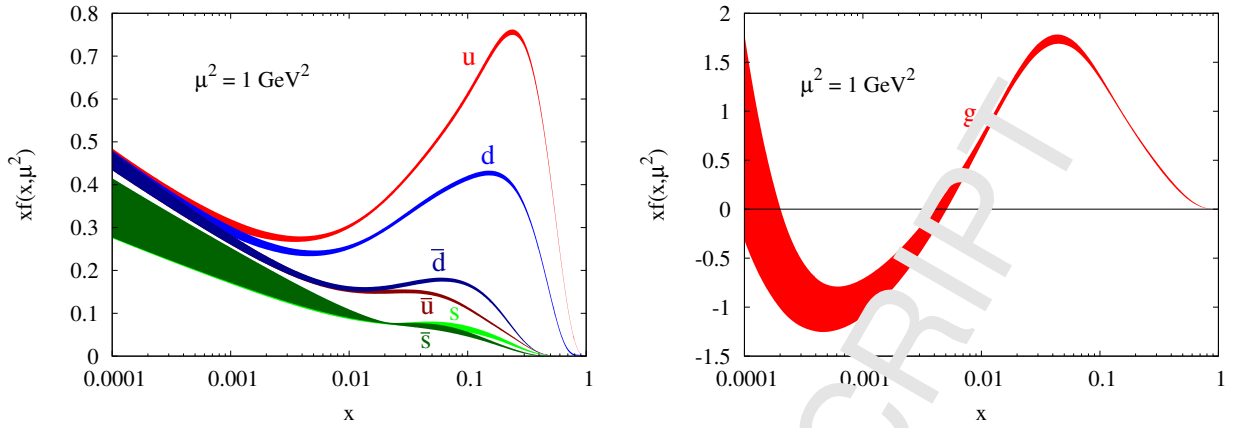 0.8
0.7
0.6
0.5
0.4
0.3
0.2
0.1
0
xf(x,μ²)
μ² = 1 GeV²
u
d
d̅
u̅
s
s̅
0.0001 0.001 0.01 0.1 1
x
2
1.5
1
0.5
0
-0.5
-1
-1.5
xf(x,μ²)
μ² = 1 GeV²
g
0.0001 0.001 0.01 0.1 1
x
CRIPT